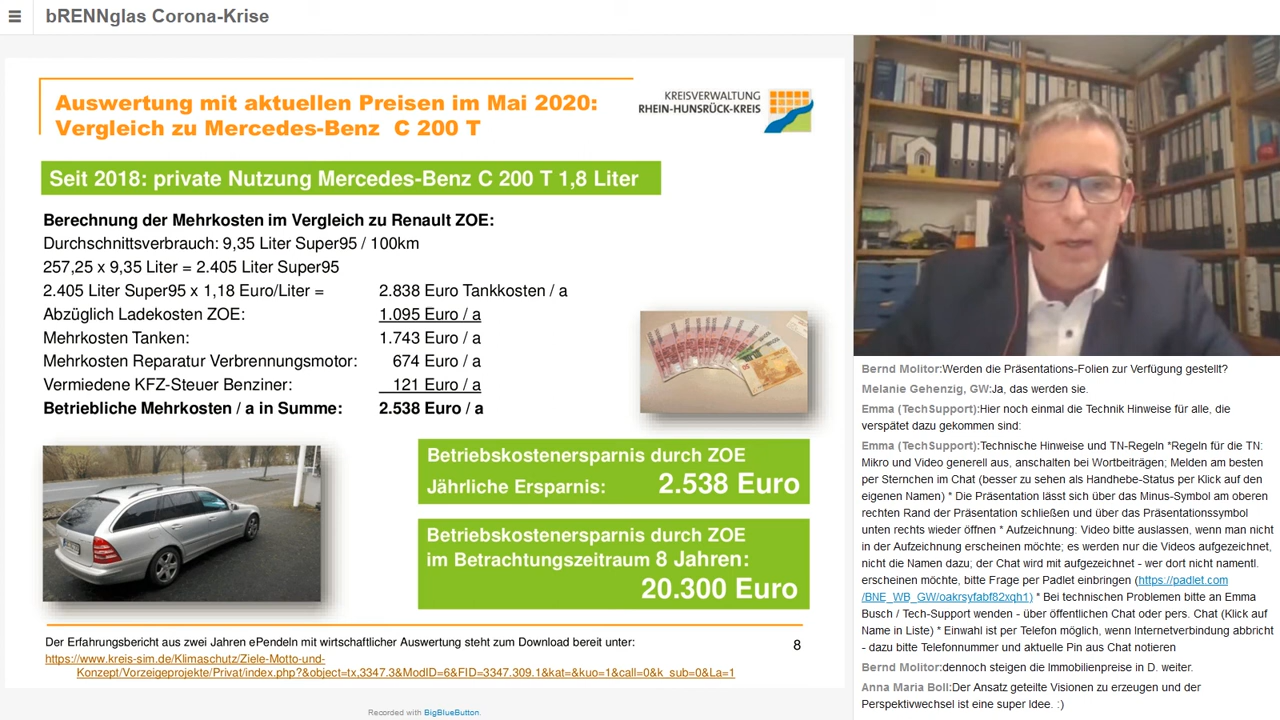 bRENNglas Corona-Krise
Auswertung mit aktuellen Preisen im Mai 2020:
Vergleich zu Mercedes-Benz C 200 T
KREISVERWALTUNG
RHEIN-HUNSRÜCK-KREIS
Seit 2018: private Nutzung Mercedes-Benz C 200 T 1,8 Liter
Berechnung der Mehrkosten im Vergleich zu Renault ZOE:
Durchschnittsverbrauch: 9,35 Liter Super95 / 100km
257,25 x 9,35 Liter = 2.405 Liter Super95
2.405 Liter Super95 x 1,18 Euro/Liter = 2.838 Euro Tankkosten / a
Abzüglich Ladekosten ZOE: 1.095 Euro / a
Mehrkosten Tanken: 1.743 Euro / a
Mehrkosten Reparatur Verbrennungsmotor: 674 Euro / a
Vermiedene KFZ-Steuer Benziner: 121 Euro / a
Betriebliche Mehrkosten / a in Summe: 2.538 Euro / a
Betriebskostenersparnis durch ZOE
Jährliche Ersparnis: 2.538 Euro
Betriebskostenersparnis durch ZOE
im Betrachtungszeitraum 8 Jahren:
20.300 Euro
Der Erfahrungsbericht aus zwei Jahren ePendeln mit wirtschaftlicher Auswertung steht zum Download bereit unter:
8
https://www.kreis-sim.de/Klimaschutz/Ziele-Motto-und-
Konzept/Vorzeigeprojekte/Privat/index.php?&object=tx,3347.3&ModID=6&FID=3347.309.1&kat=&kuo=1&call=0&k_sub=0&La=1
Recorded with BigBlueButton.
Bernd Molitor:Werden die Präsentations-Folien zur Verfügung gestellt?
Melanie Gehenzig, GW:Ja, das werden sie.
Emma (TechSupport):Hier noch einmal die Technik Hinweise für alle, die
verspätet dazu gekommen sind:
Emma (TechSupport):Technische Hinweise und TN-Regeln *Regeln für die TN:
Mikro und Video generell aus, anschalten bei Wortbeiträgen; Melden am besten
per Sternchen im Chat (besser zu sehen als Handhebe-Status per Klick auf den
eigenen Namen) * Die Präsentation lässt sich über das Minus-Symbol am oberen
rechten Rand der Präsentation schließen und über das Präsentationssymbol
unten rechts wieder öffnen * Aufzeichnung: Video bitte auslassen, wenn man nicht
in der Aufzeichnung erscheinen möchte; es werden nur die Videos aufgezeichnet,
nicht die Namen dazu; der Chat wird mit aufgezeichnet - wer dort nicht namentl.
erscheinen möchte, bitte Frage per Padlet einbringen (https://padlet.com
/BNE_WB_GW/oakrsyfabf82xqh1) * Bei technischen Problemen bitte an Emma
Busch / Tech-Support wenden - über öffentlichen Chat oder pers. Chat (Klick auf
Name in Liste) * Einwahl ist per Telefon möglich, wenn Internetverbindung abbricht
- dazu bitte Telefonnummer und aktuelle Pin aus Chat notieren
Bernd Molitor:dennoch steigen die Immobilienpreise in D. weiter.
Anna Maria Boll:Der Ansatz geteilte Visionen zu erzeugen und der
Perspektivwechsel ist eine super Idee. :)